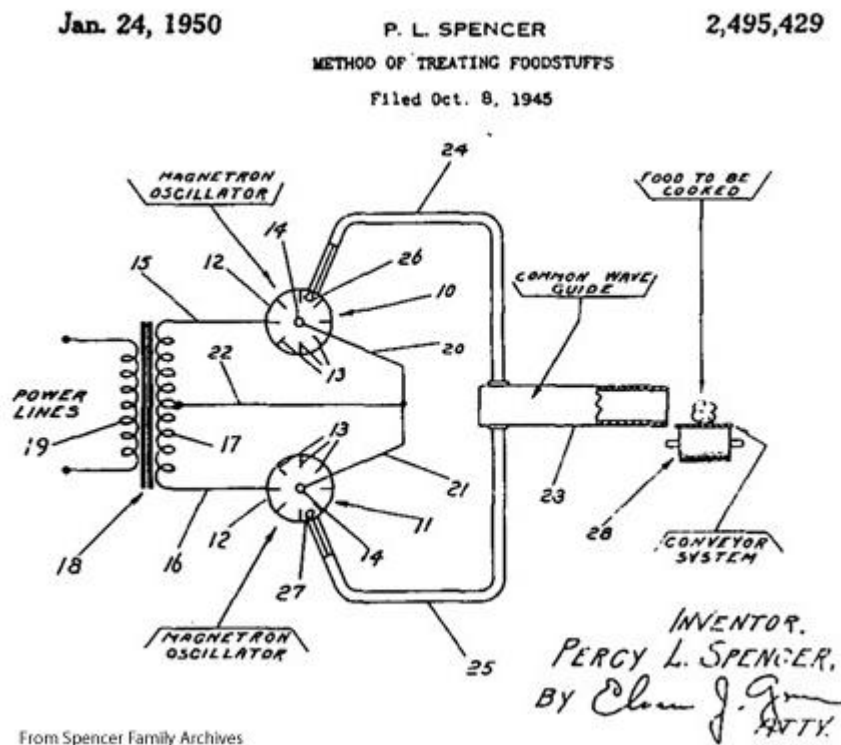 Jan. 24, 1950
P. L. SPENCER
2,495,429
METHOD OF TREATING FOODSTUFFS
Filed Oct. 8, 1945
24
MAGNETRON
OSCILLATOR
FOOD TO BE
COOKED
14
26
15
12
10
COMMON WAVE
GUIDE
20
13
22
POWER
LINES
19
17
13
21
23
28
18
16
12
11
14
27
CONVEYOR
SYSTEM
MAGNETRON
OSCILLATOR
25
INVENTOR.
PERCY L. SPENCER.
BY
ATTY.
From Spencer Family Archives